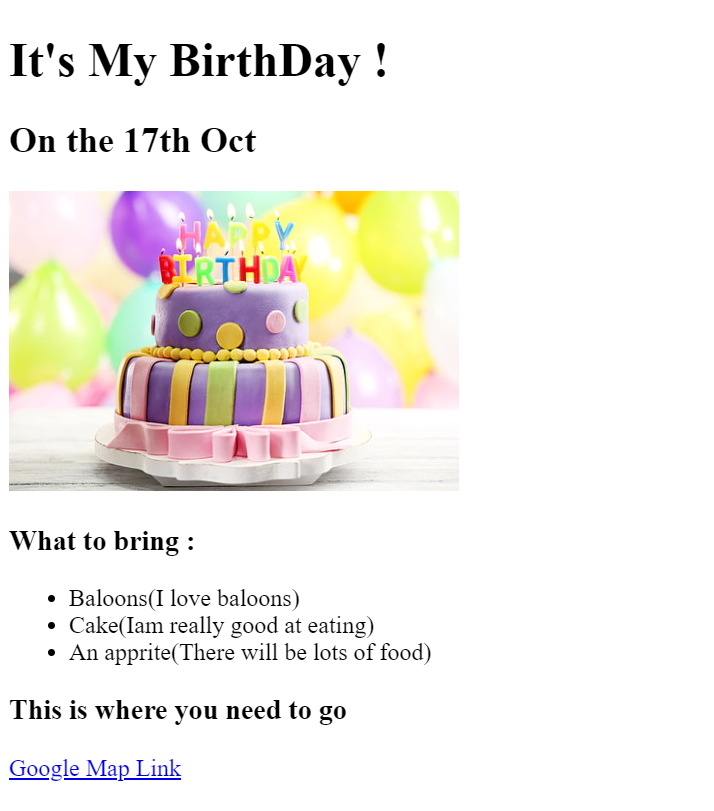 It's My BirthDay !
On the 17th Oct
HAPPY
BIRTHDAY
What to bring :
Baloons(I love baloons)
Cake(Iam really good at eating)
An apprite(There will be lots of food)
This is where you need to go
Google Map Link